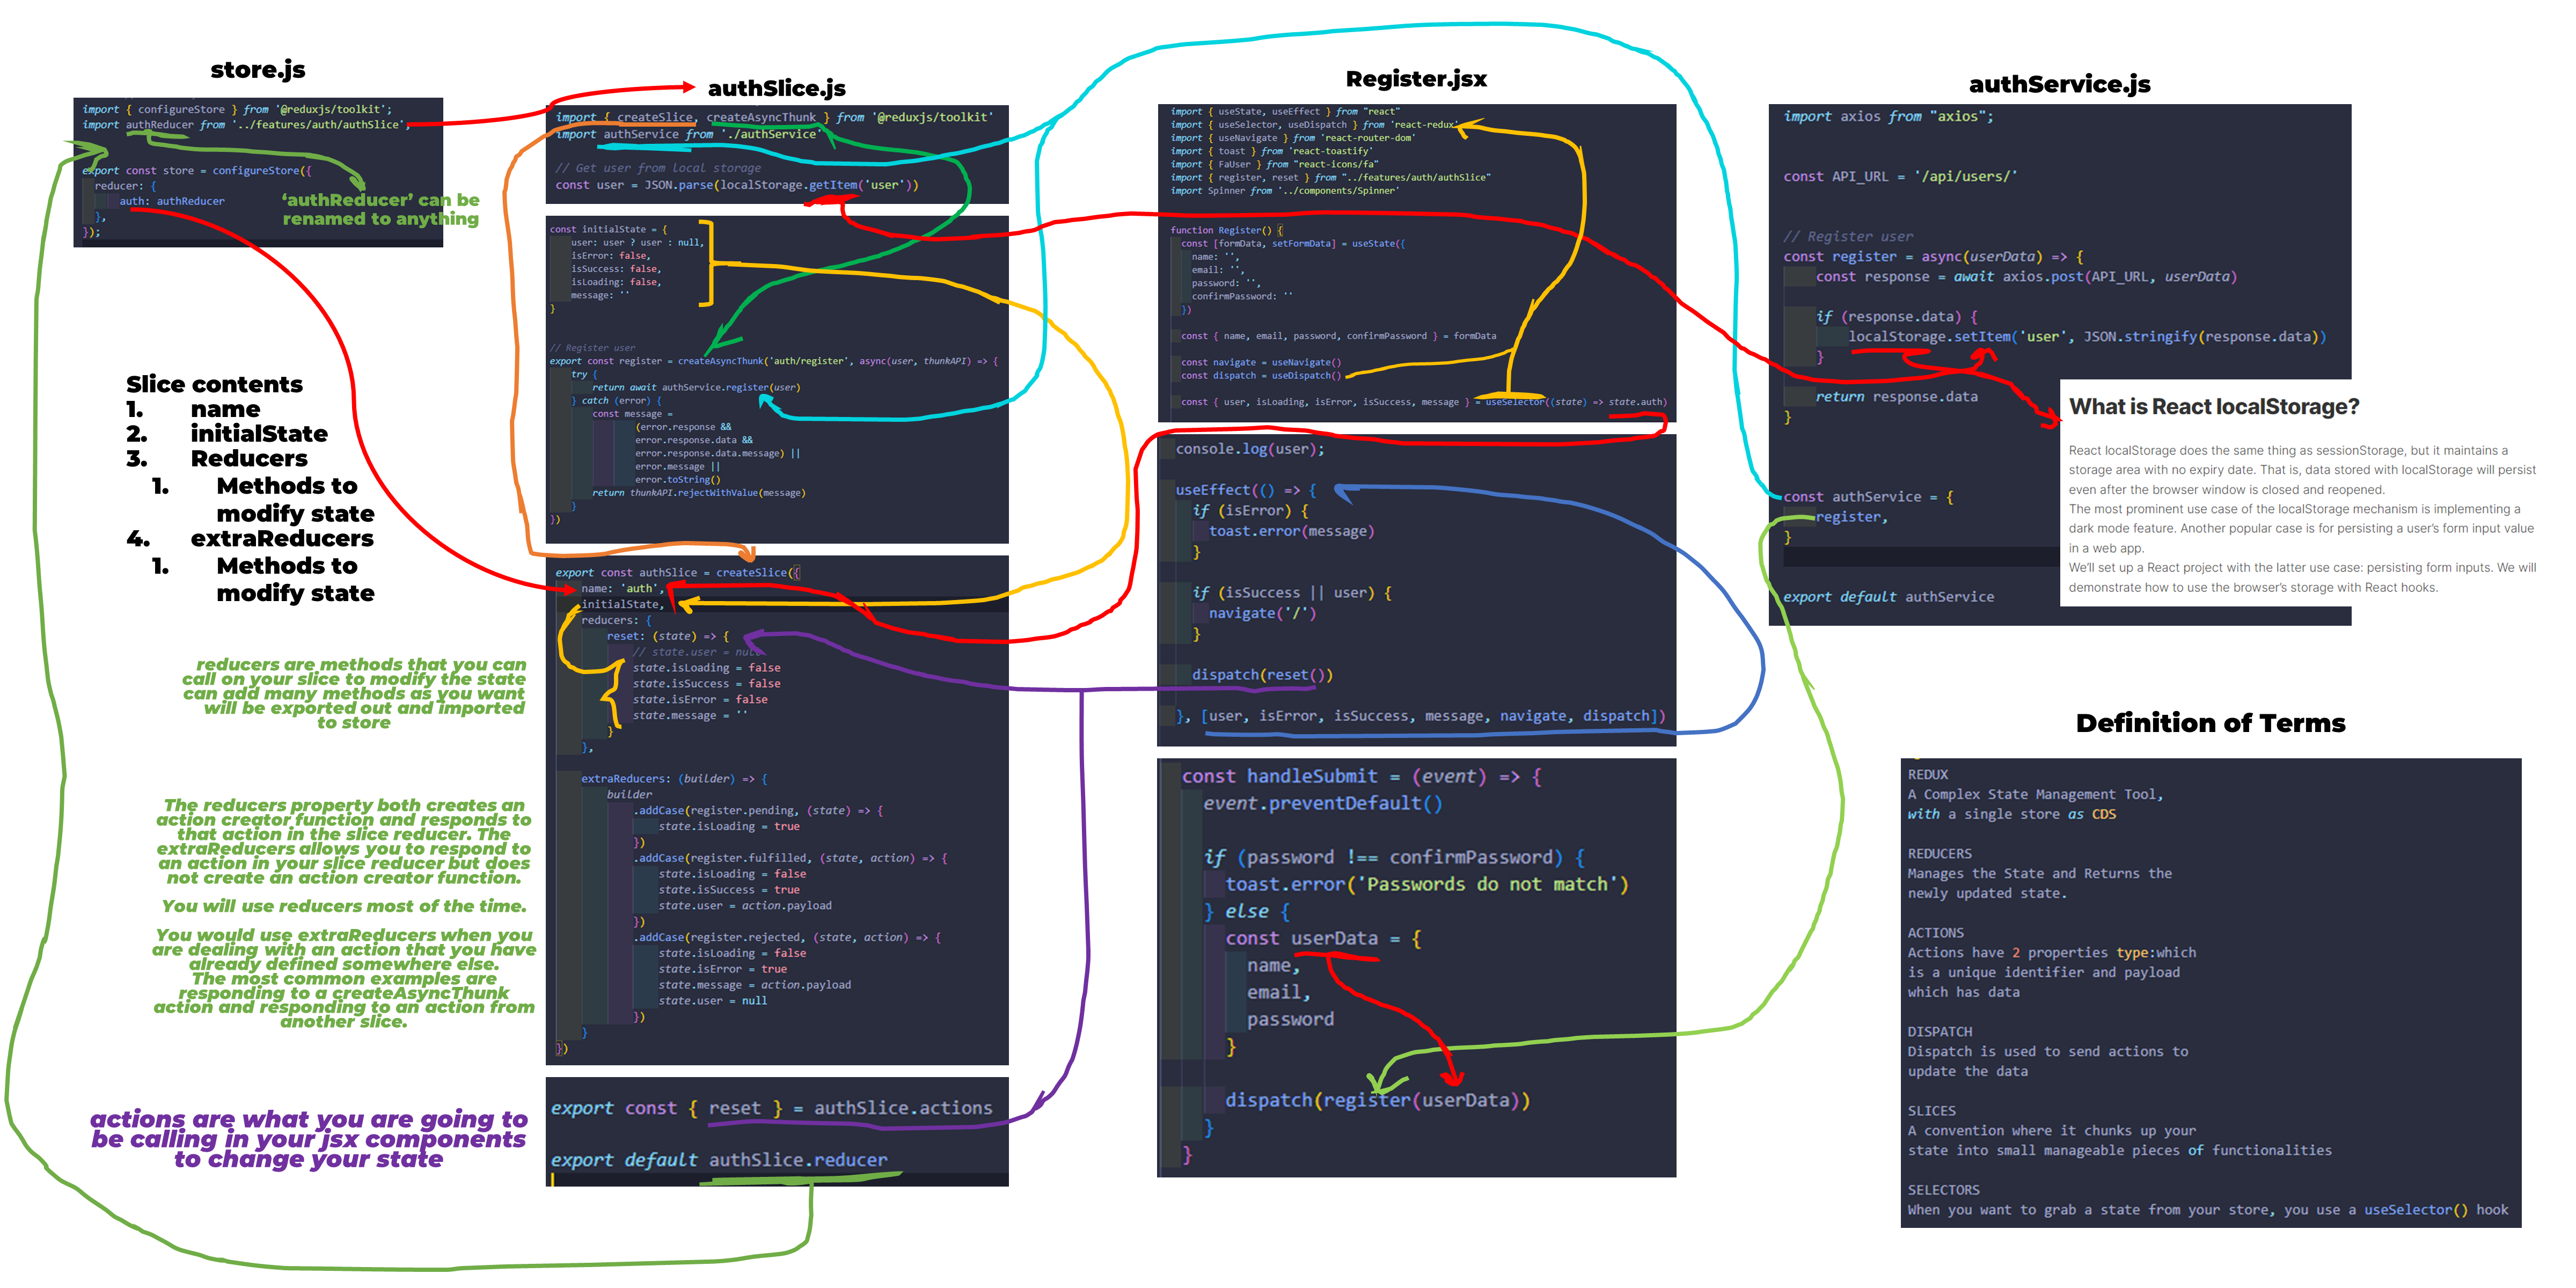 store.js
import { configureStore } from '@reduxjs/toolkit';
import authReducer from '../features/auth/authSlice';
export const store = configureStore({
reducer: {
auth: authReducer
},
});
‘authReducer’ can be
renamed to anything
Slice contents
1. name
2. initialState
3. Reducers
1. Methods to
modify state
4. extraReducers
1. Methods to
modify state
reducers are methods that you can
call on your slice to modify the state
can add many methods as you want
will be exported out and imported
to store
The reducers property both creates an
action creator function and responds to
that action in the slice reducer. The
extraReducers allows you to respond to
an action in your slice reducer but does
not create an action creator function.
You will use reducers most of the time.
You would use extraReducers when you
are dealing with an action that you have
already defined somewhere else.
The most common examples are
responding to a createAsyncThunk
action and responding to an action from
another slice.
actions are what you are going to
be calling in your jsx components
to change your state
authSlice.js
import { createSlice, createAsyncThunk } from '@reduxjs/toolkit'
import authService from './authService'
// Get user from local storage
const user = JSON.parse(localStorage.getItem('user'))
const initialState = {
user: user ? user : null,
isError: false,
isSuccess: false,
isLoading: false,
message: ''
}
// Register user
export const register = createAsyncThunk('auth/register', async(user, thunkAPI) => {
try {
return await authService.register(user)
} catch (error) {
const message =
(error.response &&
error.response.data &&
error.response.data.message) ||
error.message ||
error.toString()
return thunkAPI.rejectWithValue(message)
}
})
export const authSlice = createSlice({
name: 'auth',
initialState,
reducers: {
reset: (state) => {
// state.user = null
state.isLoading = false
state.isSuccess = false
state.isError = false
state.message = ''
}
},
extraReducers: (builder) => {
builder
.addCase(register.pending, (state) => {
state.isLoading = true
})
.addCase(register.fulfilled, (state, action) => {
state.isLoading = false
state.isSuccess = true
state.user = action.payload
})
.addCase(register.rejected, (state, action) => {
state.isLoading = false
state.isError = true
state.message = action.payload
state.user = null
})
}
})
export const { reset } = authSlice.actions
export default authSlice.reducer
Register.jsx
import { useState, useEffect } from "react"
import { useSelector, useDispatch } from 'react-redux'
import { useNavigate } from 'react-router-dom'
import { toast } from 'react-toastify'
import { FaUser } from "react-icons/fa"
import { register, reset } from "../features/auth/authSlice"
import Spinner from '../components/Spinner'
function Register() {
const [formData, setFormData] = useState({
name: '',
email: '',
password: '',
confirmPassword: ''
})
const { name, email, password, confirmPassword } = formData
const navigate = useNavigate()
const dispatch = useDispatch()
const { user, isLoading, isError, isSuccess, message } = useSelector((state) => state.auth)
console.log(user);
useEffect(() => {
if (isError) {
toast.error(message)
}
if (isSuccess || user) {
navigate('/')
}
dispatch(reset())
}, [user, isError, isSuccess, message, navigate, dispatch])
const handleSubmit = (event) => {
event.preventDefault()
if (password !== confirmPassword) {
toast.error('Passwords do not match')
} else {
const userData = {
name,
email,
password
}
dispatch(register(userData))
}
}
authService.js
import axios from "axios";
const API_URL = '/api/users/'
// Register user
const register = async(userData) => {
const response = await axios.post(API_URL, userData)
if (response.data) {
localStorage.setItem('user', JSON.stringify(response.data))
}
return response.data
}
const authService = {
register,
}
export default authService
What is React localStorage?
React localStorage does the same thing as sessionStorage, but it maintains a
storage area with no expiry date. That is, data stored with localStorage will persist
even after the browser window is closed and reopened.
The most prominent use case of the localStorage mechanism is implementing a
dark mode feature. Another popular case is for persisting a user’s form input value
in a web app.
We’ll set up a React project with the latter use case: persisting form inputs. We will
demonstrate how to use the browser’s storage with React hooks.
Definition of Terms
REDUX
A Complex State Management Tool,
with a single store as CDS
REDUCERS
Manages the State and Returns the
newly updated state.
ACTIONS
Actions have 2 properties type:which
is a unique identifier and payload
which has data
DISPATCH
Dispatch is used to send actions to
update the data
SLICES
A convention where it chunks up your
state into small manageable pieces of functionalities
SELECTORS
When you want to grab a state from your store, you use a useSelector() hook